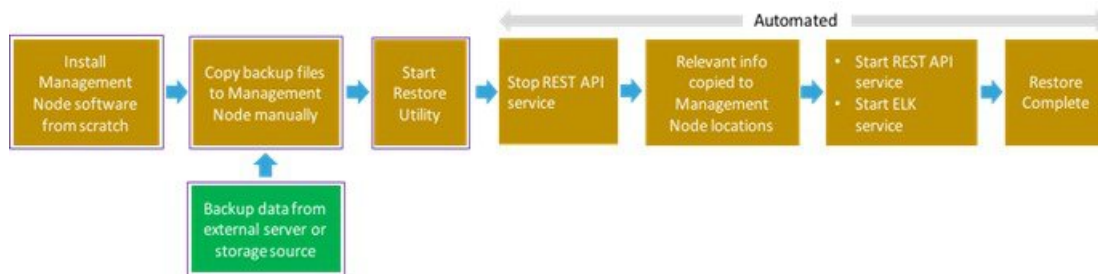 Automated
Install
Management
Node software
from scratch
Copy backup files
to Management
Node manually
Start
Restore
Utility
Stop REST API
service
Relevant info
copied to
Management
Node locations
• Start REST API
service
• Start ELK
service
Restore
Complete
Backup data from
external server or
storage source